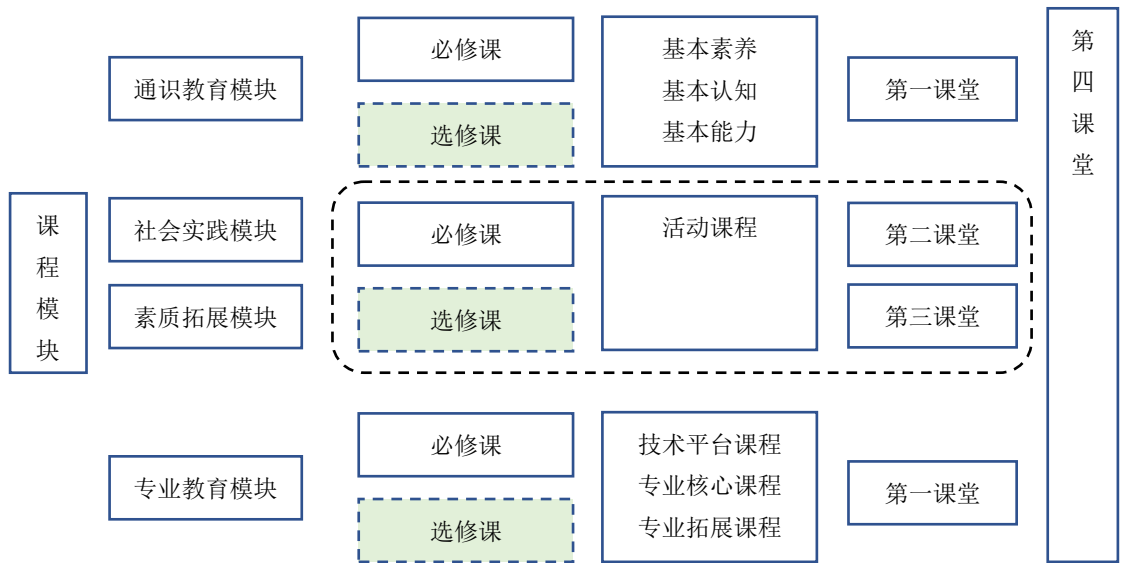 课程模块
通识教育模块
必修课
选修课
基本素养
基本认知
基本能力
第一课堂
社会实践模块
素质拓展模块
必修课
选修课
活动课程
第二课堂
第三课堂
专业教育模块
必修课
选修课
技术平台课程
专业核心课程
专业拓展课程
第一课堂
第四课堂